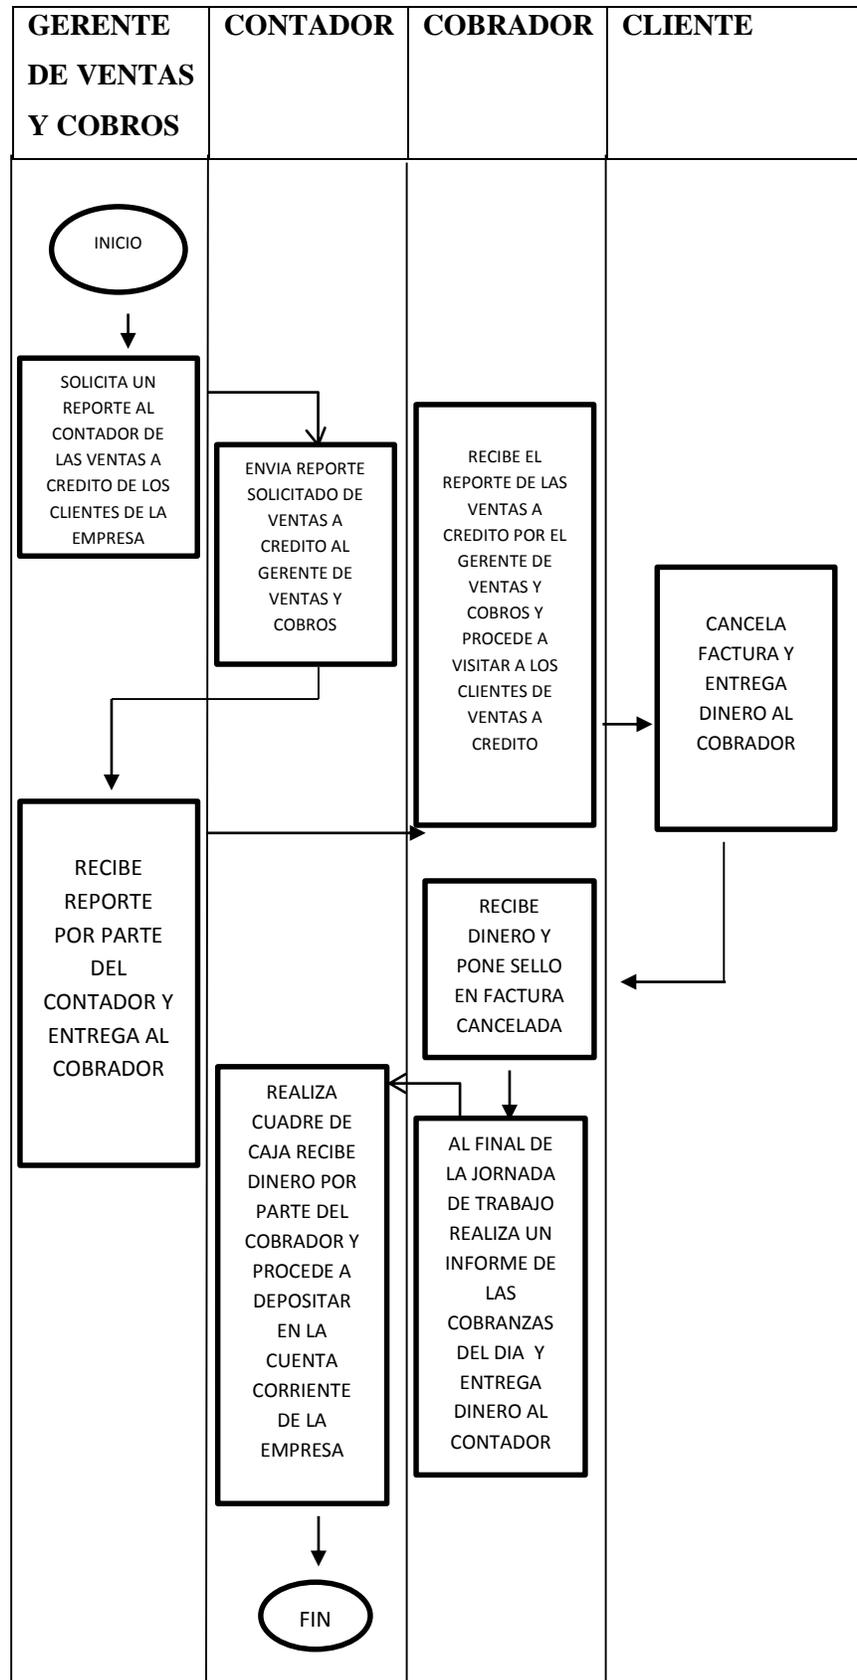 GERENTE
DE VENTAS
Y COBROS
CONTADOR
COBRADOR
CLIENTE
INICIO
SOLICITA UN
REPORTE AL
CONTADOR DE
LAS VENTAS A
CREDITO DE LOS
CLIENTES DE LA
EMPRESA
ENVIA REPORTE
SOLICITADO DE
VENTAS A
CREDITO AL
GERENTE DE
VENTAS Y
COBROS
RECIBE
REPORTE
POR PARTE
DEL
CONTADOR Y
ENTREGA AL
COBRADOR
RECIBE EL
REPORTE DE LAS
VENTAS A
CREDITO POR EL
GERENTE DE
VENTAS Y
COBROS Y
PROCEDE A
VISITAR A LOS
CLIENTES DE
VENTAS A
CREDITO
CANCELA
FACTURA Y
ENTREGA
DINERO AL
COBRADOR
RECIBE
DINERO Y
PONE SELLO
EN FACTURA
CANCELADA
AL FINAL DE
LA JORNADA
DE TRABAJO
REALIZA UN
INFORME DE
LAS
COBRANZAS
DEL DIA Y
ENTREGA
DINERO AL
CONTADOR
REALIZA
CUADRE DE
CAJA RECIBE
DINERO POR
PARTE DEL
COBRADOR Y
PROCEDE A
DEPOSITAR
EN LA
CUENTA
CORRIENTE
DE LA
EMPRESA
FIN